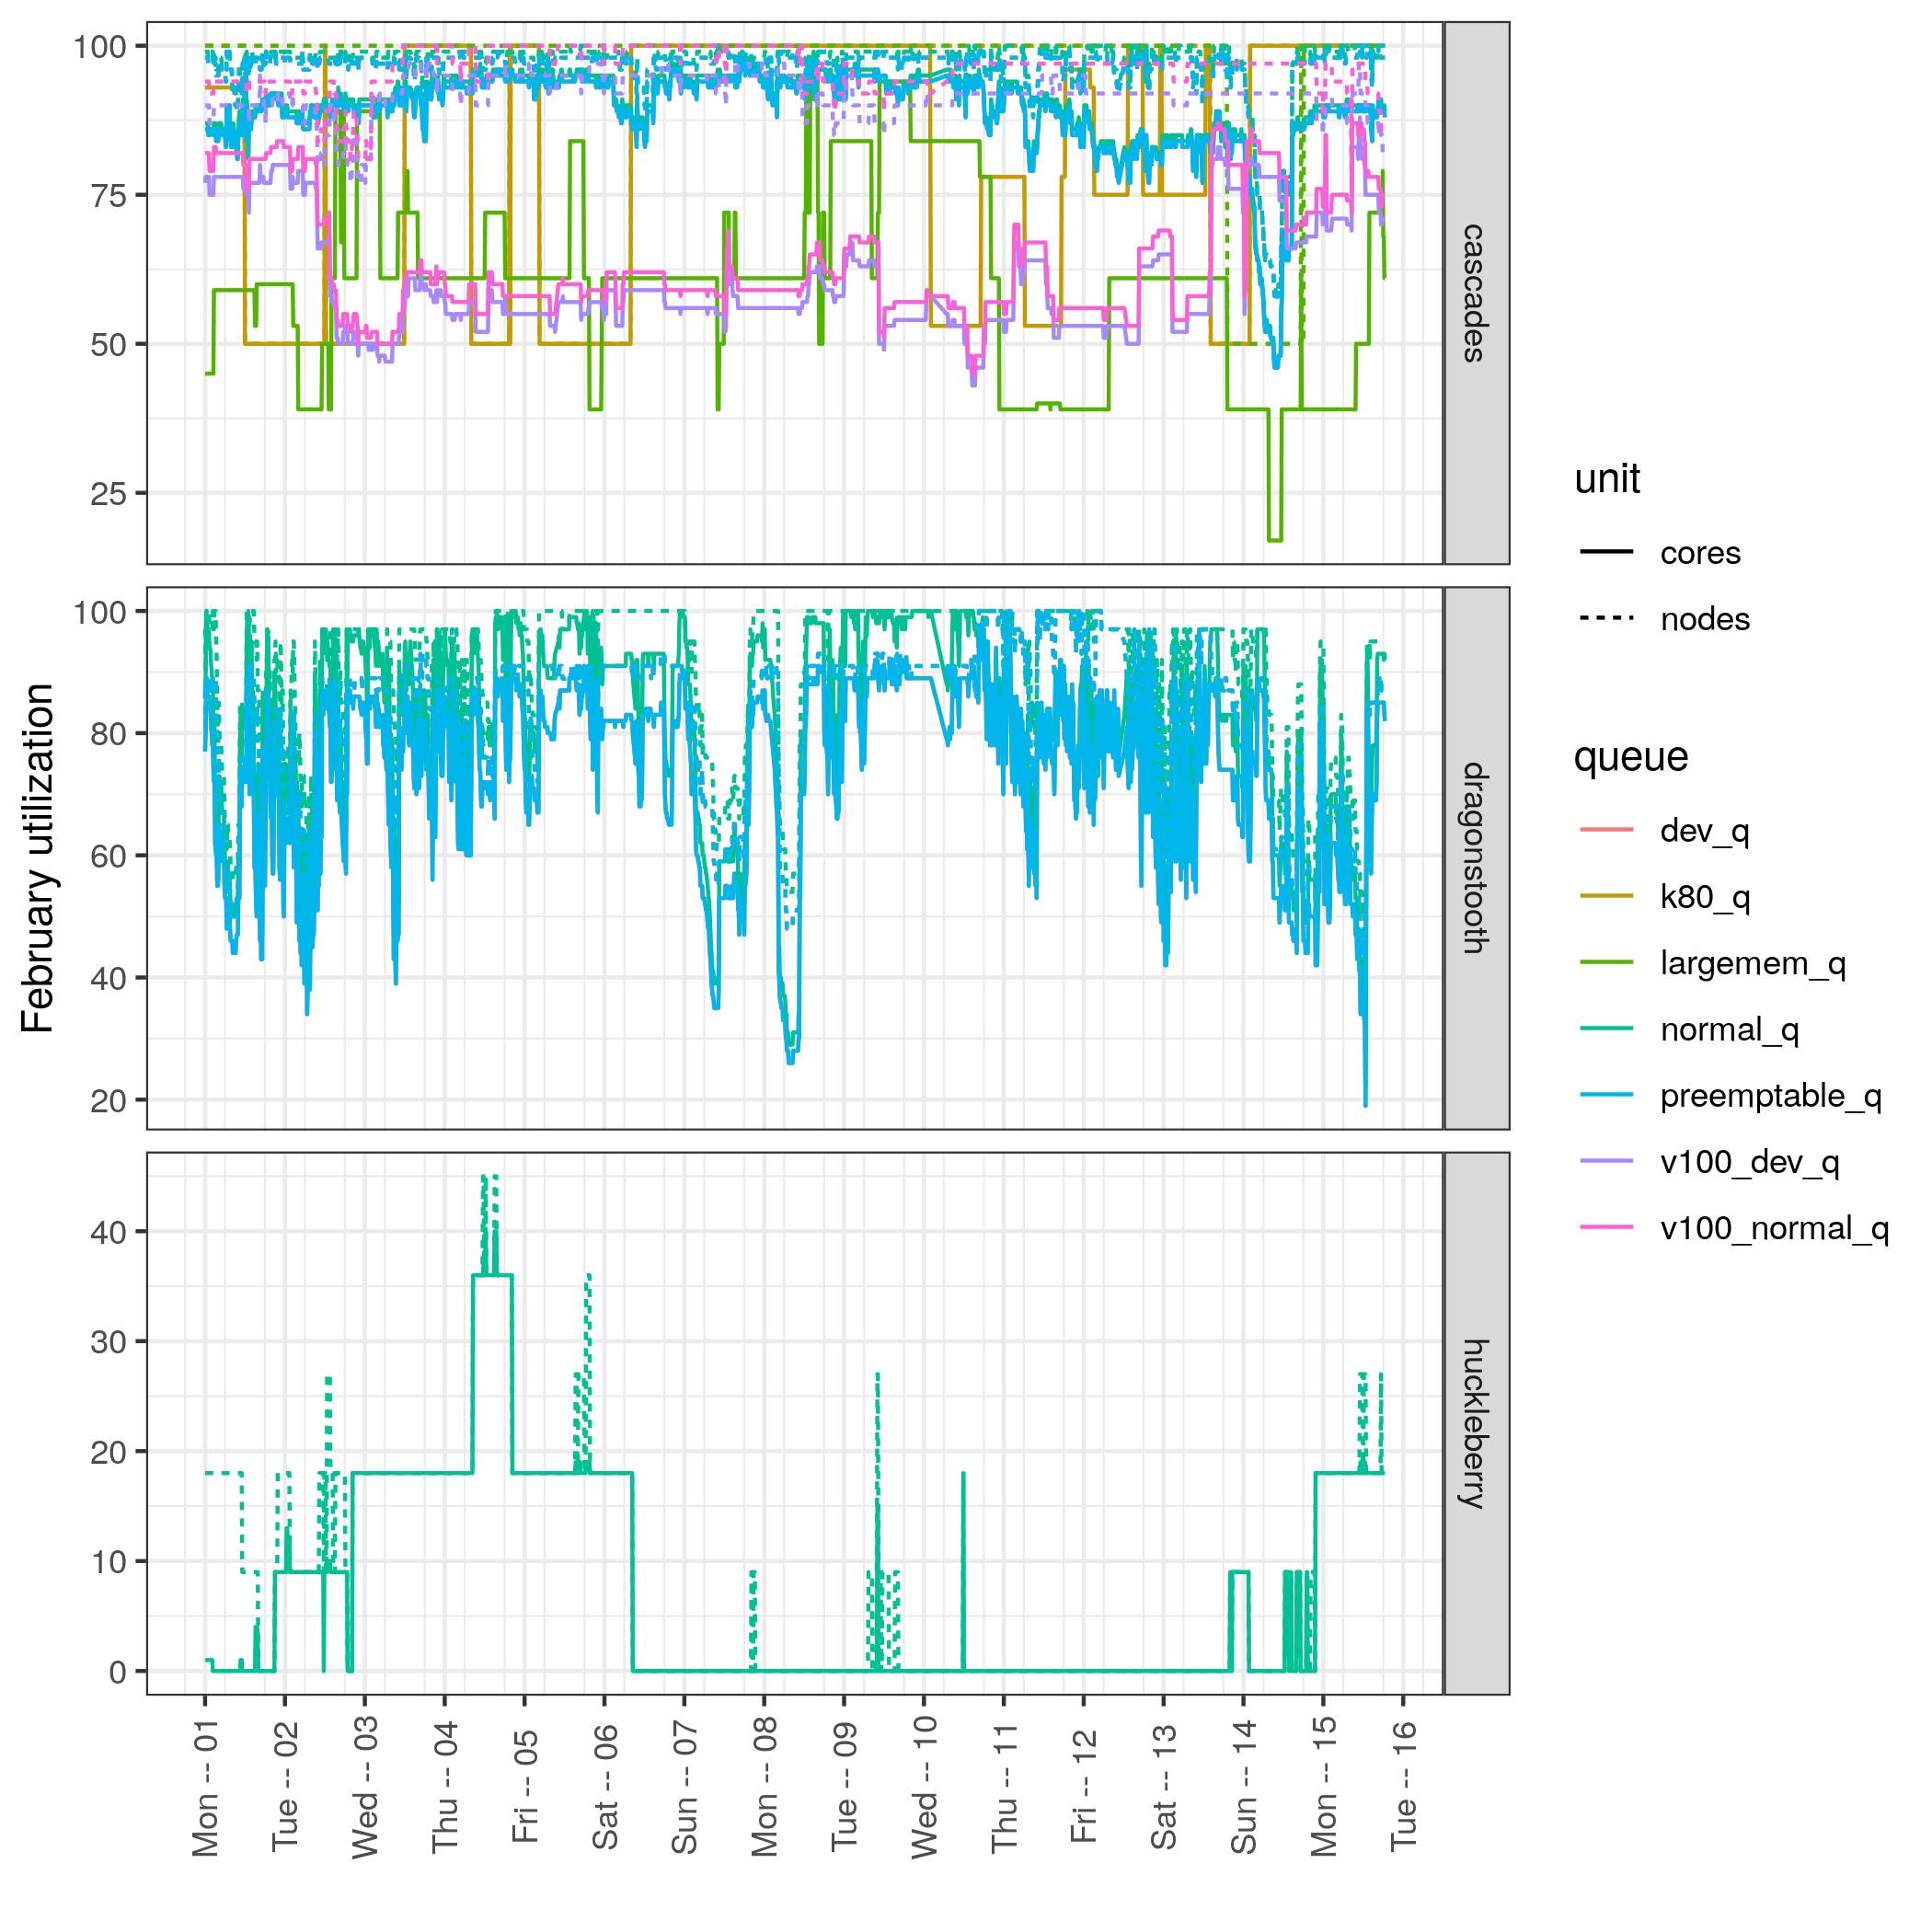 February utilization
100
75
50
25
cascades
100
80
60
40
20
dragonstooth
40
30
20
10
0
huckleberry
Mon -- 01
Tue -- 02
Wed -- 03
Thu -- 04
Fri -- 05
Sat -- 06
Sun -- 07
Mon -- 08
Tue -- 09
Wed -- 10
Thu -- 11
Fri -- 12
Sat -- 13
Sun -- 14
Mon -- 15
Tue -- 16
unit
cores
nodes
queue
dev_q
k80_q
largemem_q
normal_q
preemptable_q
v100_dev_q
v100_normal_q